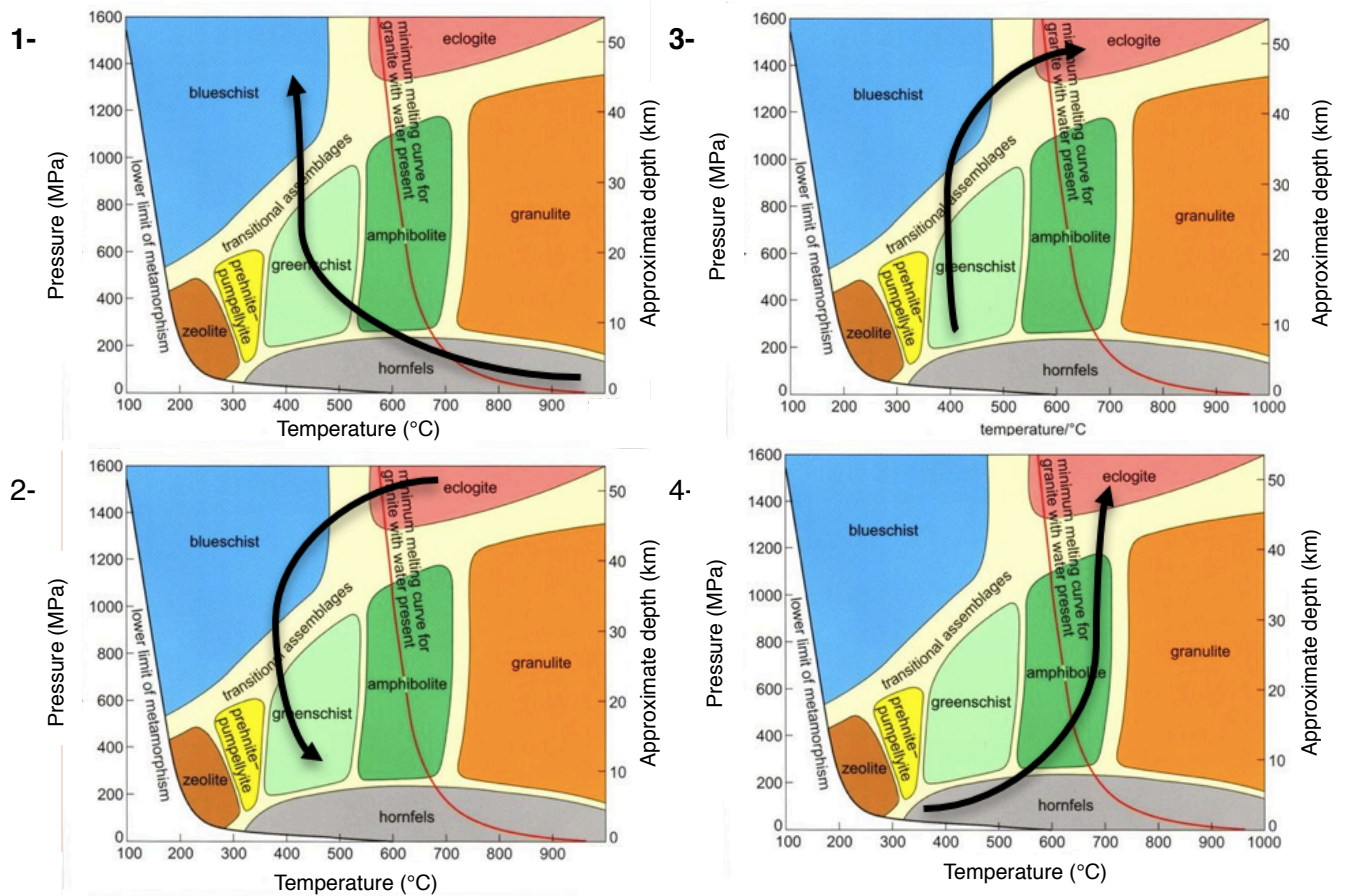 1-
Pressure (MPa)
1600
1400
1200
1000
800
600
400
200
0
blueschist
eclogite
minimum melting curve for
granite with water present
transitional assemblages
lower limit of metamorphism
granulite
amphibolite
greenschist
prehnite–
pumpellyite
zeolite
hornfels
50
40
30
20
10
0
Approximate depth (km)
100 200 300 400 500 600 700 800 900
Temperature (°C)
3-
Pressure (MPa)
1600
1400
1200
1000
800
600
400
200
0
blueschist
eclogite
minimum melting curve for
granite with water present
transitional assemblages
lower limit of metamorphism
granulite
amphibolite
greenschist
prehnite–
pumpellyite
zeolite
hornfels
50
40
30
20
10
0
Approximate depth (km)
100 200 300 400 500 600 700 800 900 1000
temperature/°C
2-
Pressure (MPa)
1600
1400
1200
1000
800
600
400
200
0
blueschist
eclogite
minimum melting curve for
granite with water present
transitional assemblages
lower limit of metamorphism
granulite
amphibolite
greenschist
prehnite–
pumpellyite
zeolite
hornfels
50
40
30
20
10
0
Approximate depth (km)
100 200 300 400 500 600 700 800 900
Temperature (°C)
4-
Pressure (MPa)
1600
1400
1200
1000
800
600
400
200
0
blueschist
eclogite
minimum melting curve for
granite with water present
transitional assemblages
lower limit of metamorphism
granulite
amphibolite
greenschist
prehnite–
pumpellyite
zeolite
hornfels
50
40
30
20
10
0
Approximate depth (km)
100 200 300 400 500 600 700 800 900 1000
Temperature (°C)